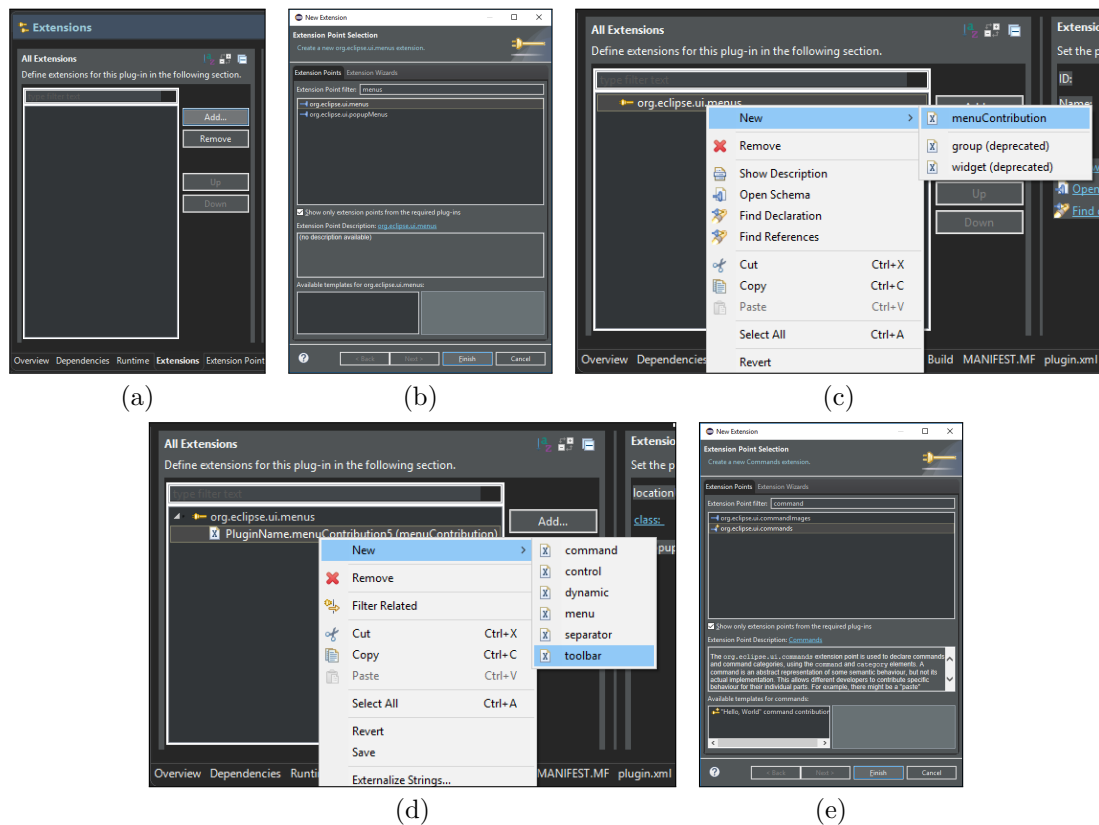 Extensions
All Extensions
Define extensions for this plug-in in the following section.
type filter text
Add...
Remove
Up
Down
Overview Dependencies Runtime Extensions Extension Point
(a)
New Extension
Extension Point Selection
Create a new org.eclipse.ui.menus extension.
Extension Points Extension Wizards
Extension Point filter: menus
org.eclipse.ui.menus
org.eclipse.ui.popupMenus
Show only extension points from the required plug-ins
Extension Point Description: org.eclipse.ui.menus
(no description available)
Available templates for org.eclipse.ui.menus:
< Back Next > Finish Cancel
(b)
All Extensions
Define extensions for this plug-in in the following section.
type filter text
org.eclipse.ui.menus
New
Remove
Show Description
Open Schema
Find Declaration
Find References
Cut Ctrl+X
Copy Ctrl+C
Paste Ctrl+V
Select All Ctrl+A
Revert
menuContribution
group (deprecated)
widget (deprecated)
Up
Down
Extensio
Set the p
ID:
Name:
Open
Find
Overview Dependencies Build MANIFEST.MF plugin.xml
(c)
All Extensions
Define extensions for this plug-in in the following section.
type filter text
org.eclipse.ui.menus
PluginName.menuContribution5 (menuContribution)
Add...
New
Remove
Filter Related
Cut Ctrl+X
Copy Ctrl+C
Paste Ctrl+V
Select All Ctrl+A
Revert
Save
Externalize Strings...
command
control
dynamic
menu
separator
toolbar
Extensio
Set the p
location
class:
Overview Dependencies Runti MANIFEST.MF plugin.xml
(d)
New Extension
Extension Point Selection
Create a new Commands extension.
Extension Points Extension Wizards
Extension Point filter: command
org.eclipse.ui.commandImages
org.eclipse.ui.commands
Show only extension points from the required plug-ins
Extension Point Description: Commands
The org.eclipse.ui.commands extension point is used to declare commands
and command categories, using the command and category elements. A
command is an abstract representation of some semantic behaviour, but not its
actual implementation. This allows different developers to contribute specific
behaviour for their individual parts. For example, there might be a "paste"
Available templates for commands:
"Hello, World" command contribution
< Back Next > Finish Cancel
(e)